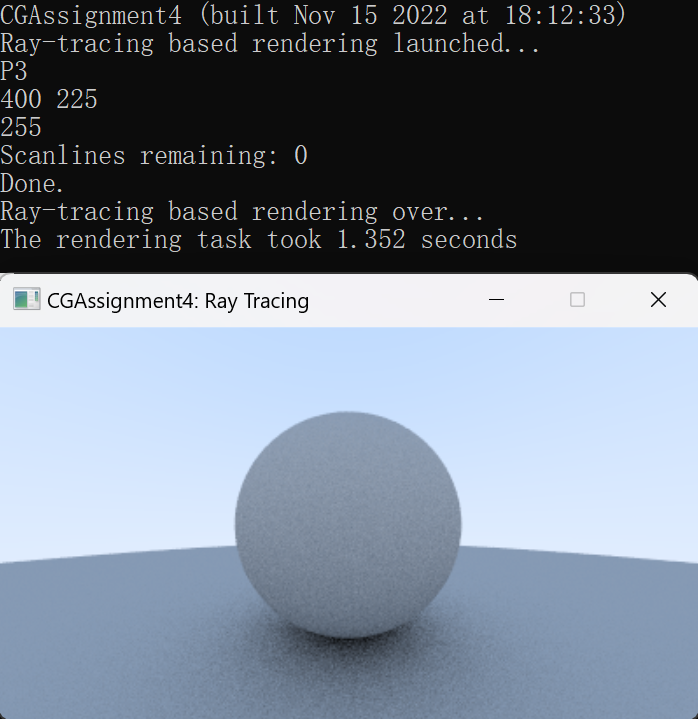 CGAssignment4 (built Nov 15 2022 at 18:12:33)
Ray-tracing based rendering launched...
P3
400 225
255
Scanlines remaining: 0
Done.
Ray-tracing based rendering over...
The rendering task took 1.352 seconds
CGAssignment4: Ray Tracing